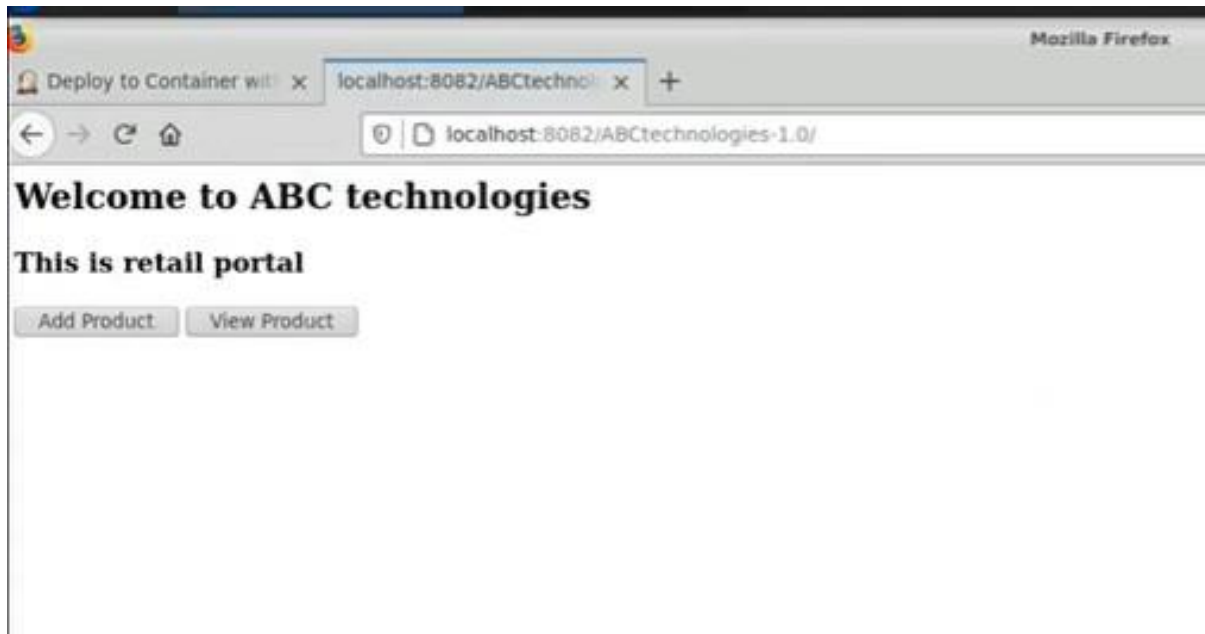 Mozilla Firefox
Deploy to Container wit
localhost:8082/ABCtechnol
localhost:8082/ABCtechnologies-1.0/
Welcome to ABC technologies
This is retail portal
Add Product View Product